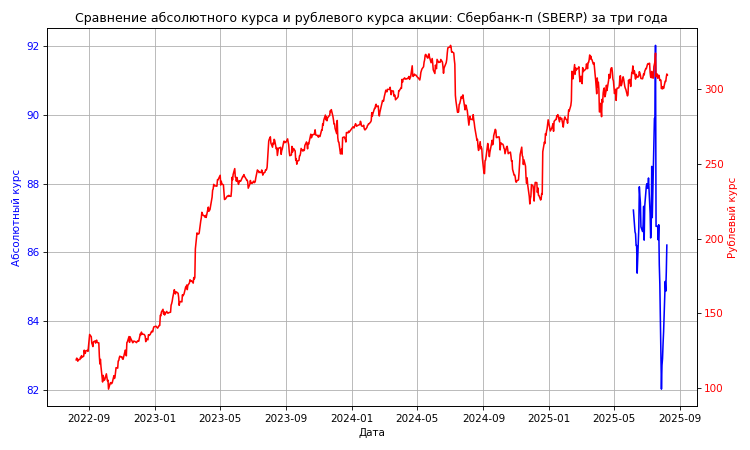 Сравнение абсолютного курса и рублевого курса акции: Сбербанк-п (SBERP) за три года
Абсолютный курс
92
90
88
86
84
82
300
250
200
150
100
Рублевый курс
2022-09 2023-01 2023-05 2023-09 2024-01 2024-05 2024-09 2025-01 2025-05 2025-09
Дата